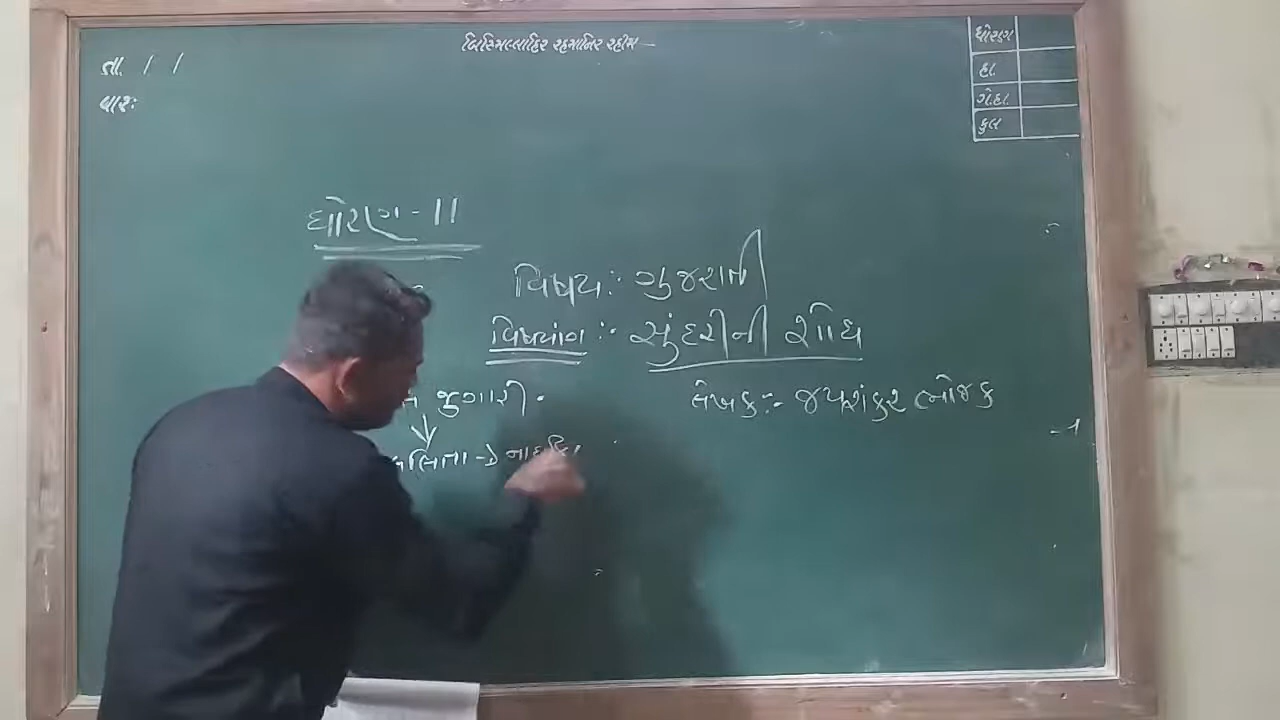 બિસ્મિલ્લાહિર રહમાનિર રહીમ
તા. / /
વાર:
ધોરણ
હા.
ગે.હા.
કુલ
ધોરણ - 11
વિષય :- ગુજરાતી
વિષયાંગ :- સુંદરીની શોધ
જુગારી.
લેખક :- જયશંકર ભોજક
લલિતા →